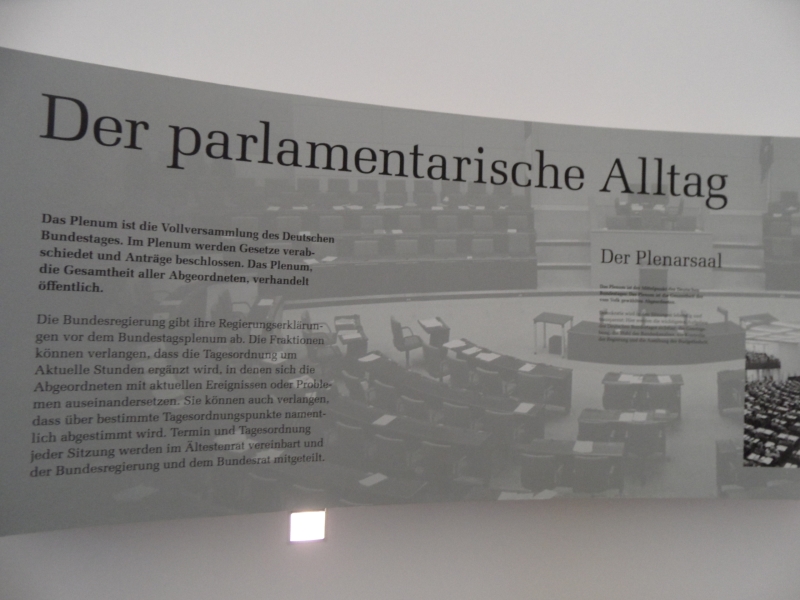 Der parlamentarische Alltag
Das Plenum ist die Vollversammlung des Deutschen
Bundestages. Im Plenum werden Gesetze verab-
schiedet und Anträge beschlossen. Das Plenum,
die Gesamtheit aller Abgeordneten, verhandelt
öffentlich.
Die Bundesregierung gibt ihre Regierungserklärun-
gen vor dem Bundestagsplenum ab. Die Fraktionen
können verlangen, dass die Tagesordnung um
Aktuelle Stunden ergänzt wird, in denen sich die
Abgeordneten mit aktuellen Ereignissen oder Proble-
men auseinandersetzen. Sie können auch verlangen,
dass über bestimmte Tagesordnungspunkte nament-
lich abgestimmt wird. Termin und Tagesordnung
jeder Sitzung werden im Ältestenrat vereinbart und
der Bundesregierung und dem Bundesrat mitgeteilt.
Der Plenarsaal